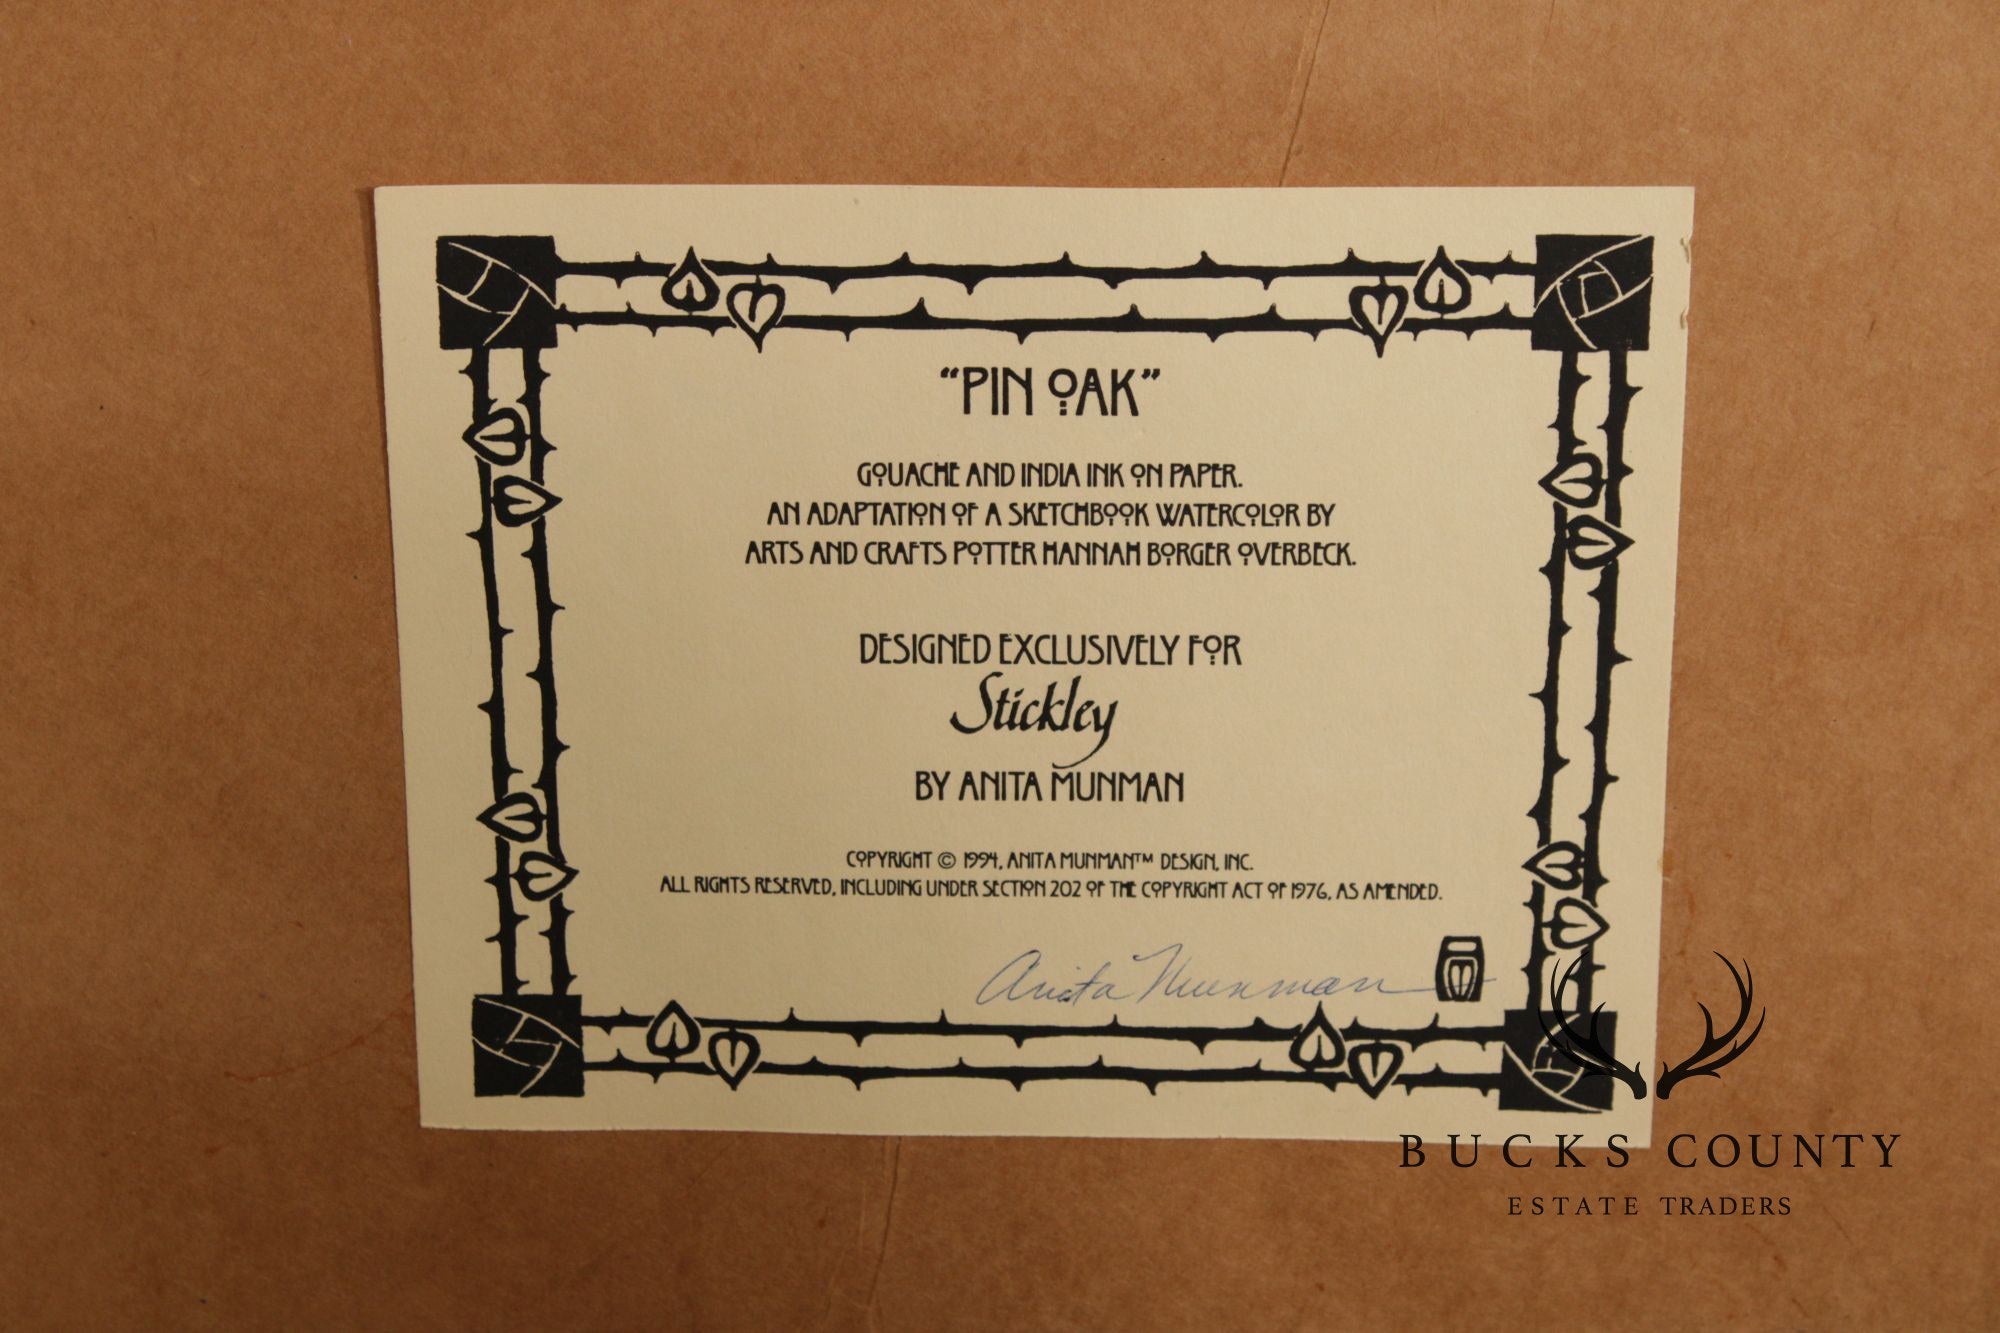 “PIN OAK”
GOUACHE AND INDIA INK ON PAPER.
AN ADAPTATION OF A SKETCHBOOK WATERCOLOR BY
ARTS AND CRAFTS POTTER HANNAH BORGER OVERBECK.
DESIGNED EXCLUSIVELY FOR
Stickley
BY ANITA MUNMAN
COPYRIGHT © 1994, ANITA MUNMAN™ DESIGN, INC.
ALL RIGHTS RESERVED, INCLUDING UNDER SECTION 202 OF THE COPYRIGHT ACT OF 1976, AS AMENDED.
Anita Munman
BUCKS COUNTY
ESTATE TRADERS